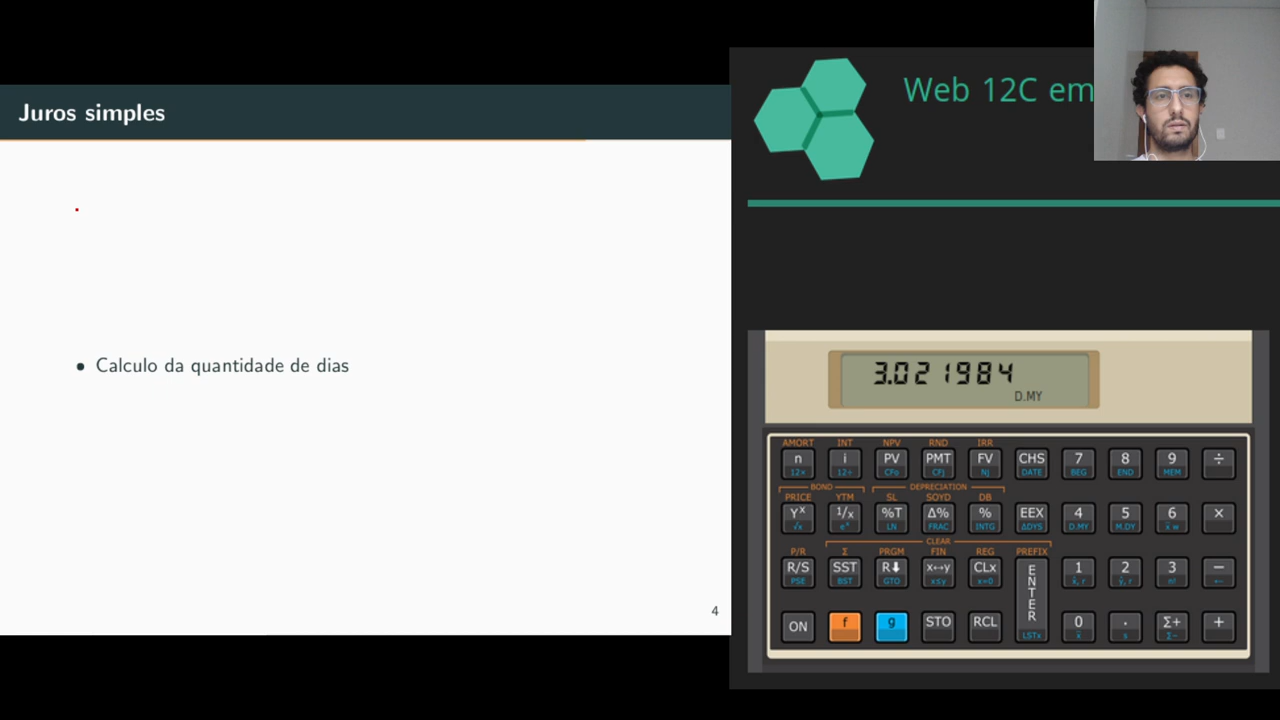 Juros simples
• Calculo da quantidade de dias
4
Web 12C em
3.021984
D.MY
AMORT INT NPV RND IRR
n i PV PMT FV CHS 7 8 9 ÷
12× 12÷ CFo CFj Nj DATE BEG END MEM
BOND DEPRECIATION
PRICE YTM SL SOYD DB
Y^X 1/x %T Δ% % EEX 4 5 6 ×
√x e^x LN FRAC INTG ΔDYS D.MY M.DY x̄ w
CLEAR
P/R Σ PRGM FIN REG PREFIX
R/S SST R⬇ x↔y CLx ENTER 1 2 3 −
PSE BST GTO x≤y x=0 x̂, r ŷ, r n! ←
ON f g STO RCL 0 . Σ+ +
LSTx x̄ s Σ−